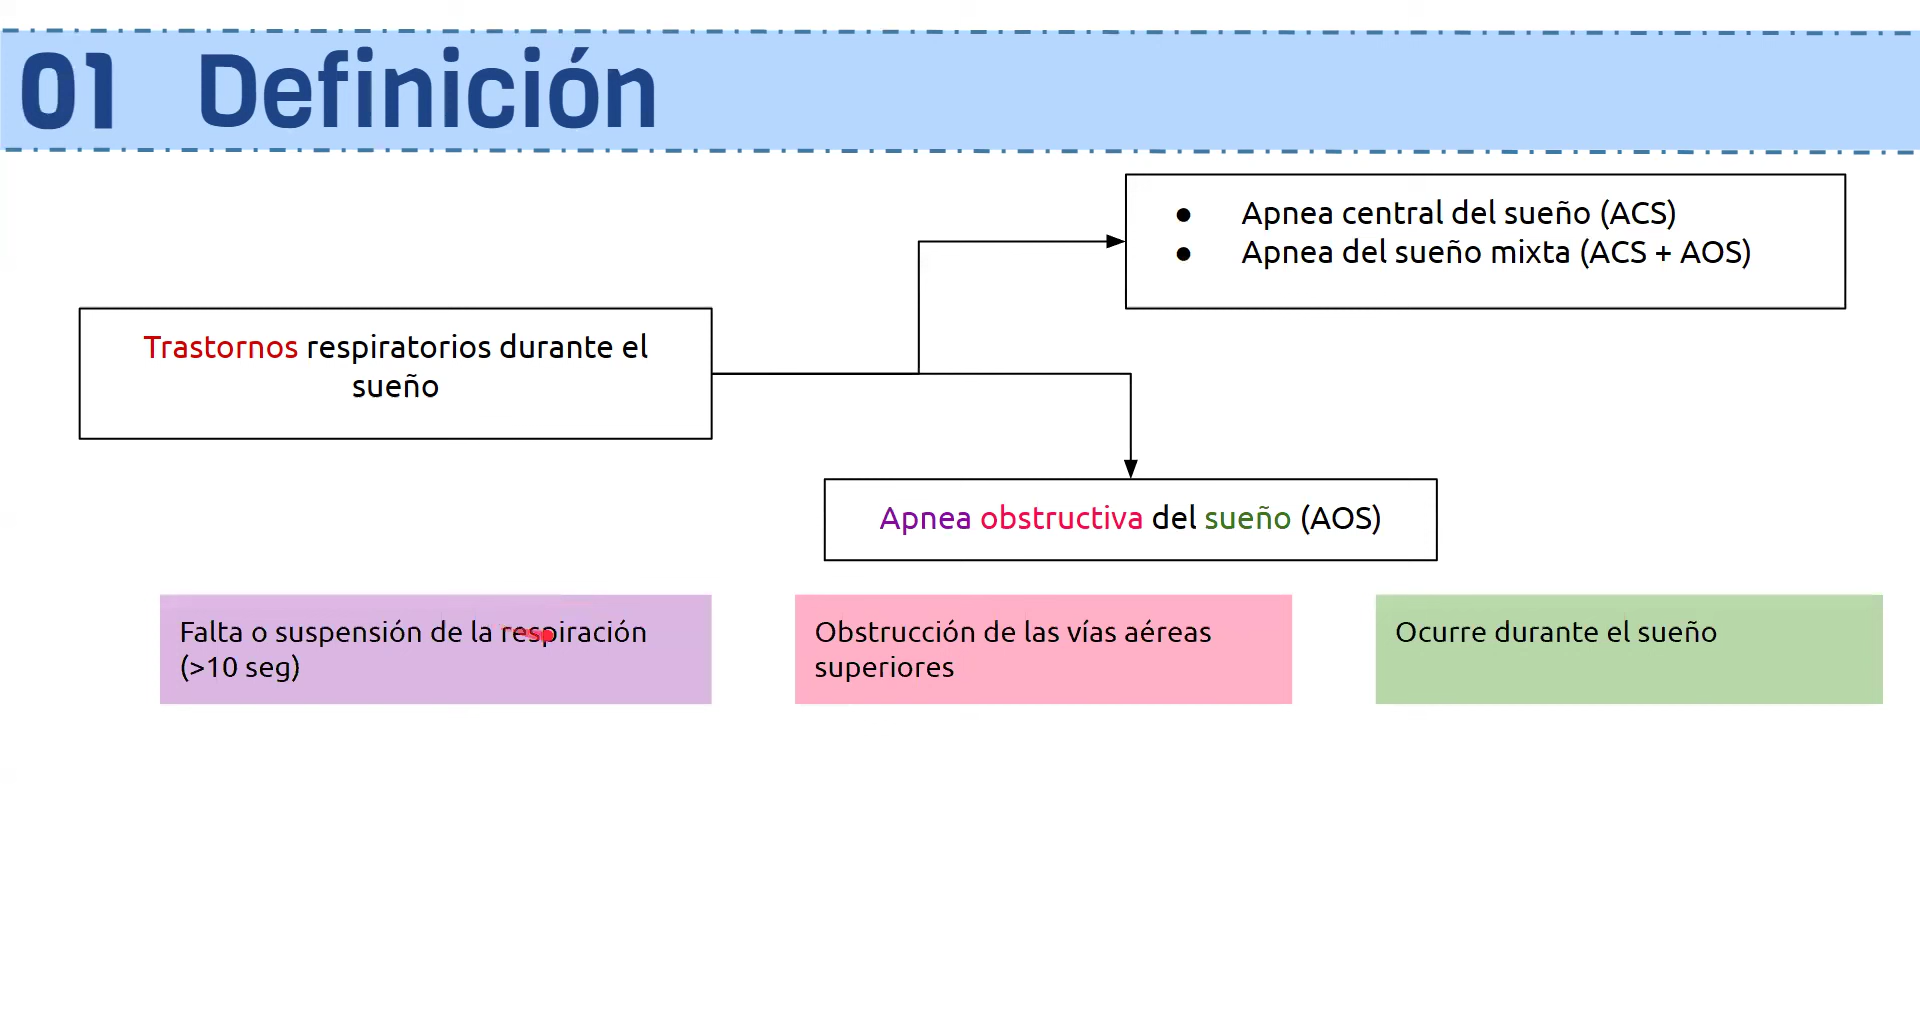 01 Definición
● Apnea central del sueño (ACS)
● Apnea del sueño mixta (ACS + AOS)
Trastornos respiratorios durante el
sueño
Apnea obstructiva del sueño (AOS)
Falta o suspensión de la respiración
(>10 seg)
Obstrucción de las vías aéreas
superiores
Ocurre durante el sueño